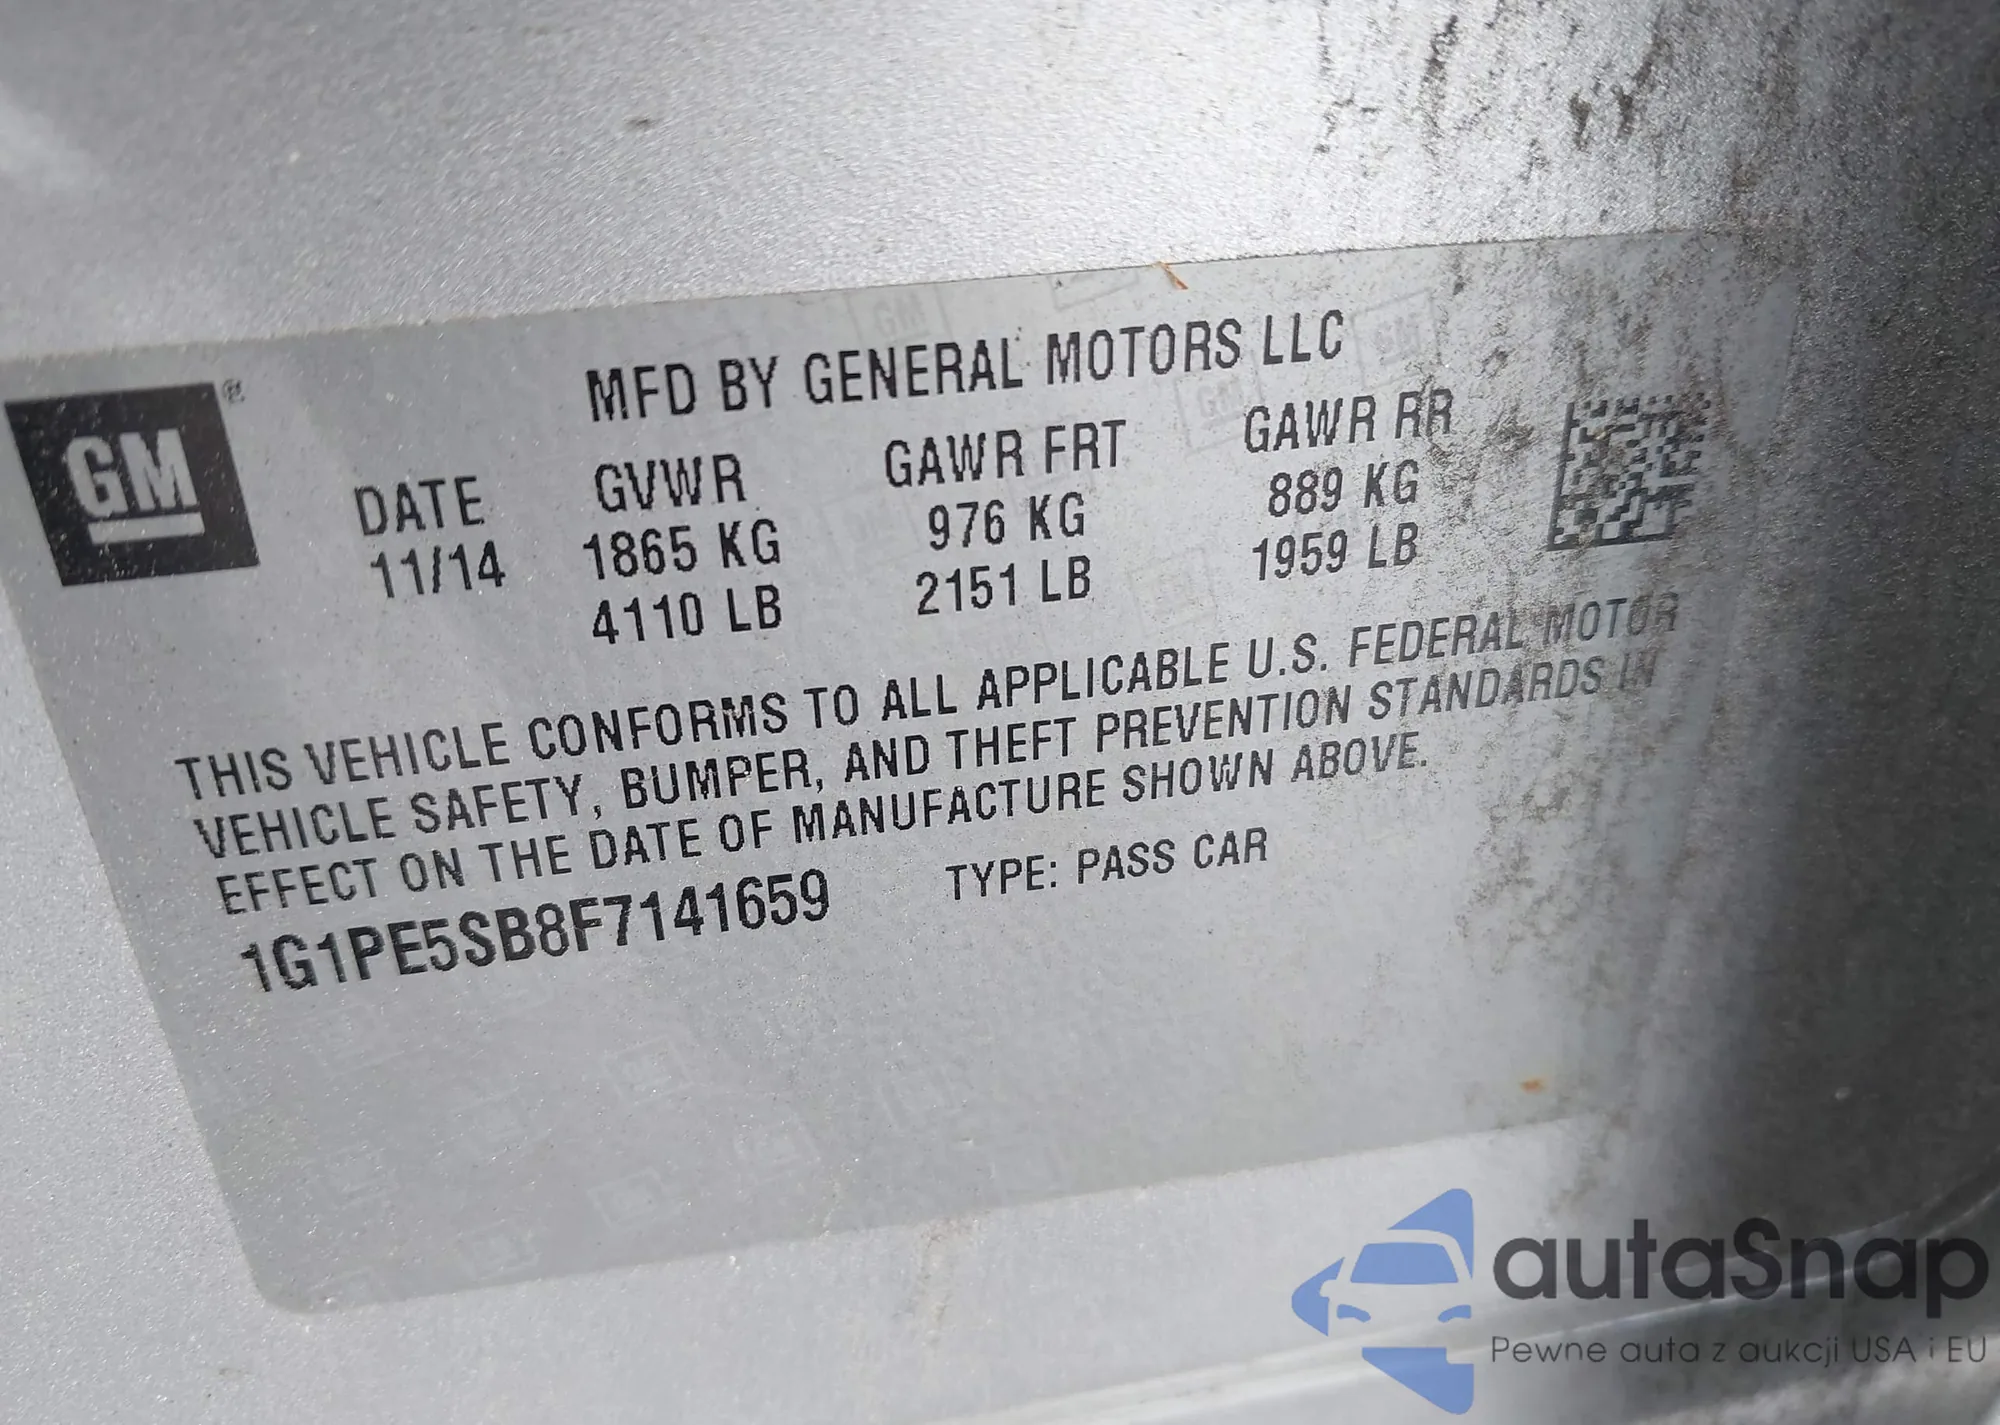 MFD BY GENERAL MOTORS LLC
GM®
DATE GVWR GAWR FRT GAWR RR
11/14 1865 KG 976 KG 889 KG
4110 LB 2151 LB 1959 LB
THIS VEHICLE CONFORMS TO ALL APPLICABLE U.S. FEDERAL MOTOR
VEHICLE SAFETY, BUMPER, AND THEFT PREVENTION STANDARDS IN
EFFECT ON THE DATE OF MANUFACTURE SHOWN ABOVE.
1G1PE5SB8F7141659 TYPE: PASS CAR
autaSnap
Pewne auta z aukcji USA i EU